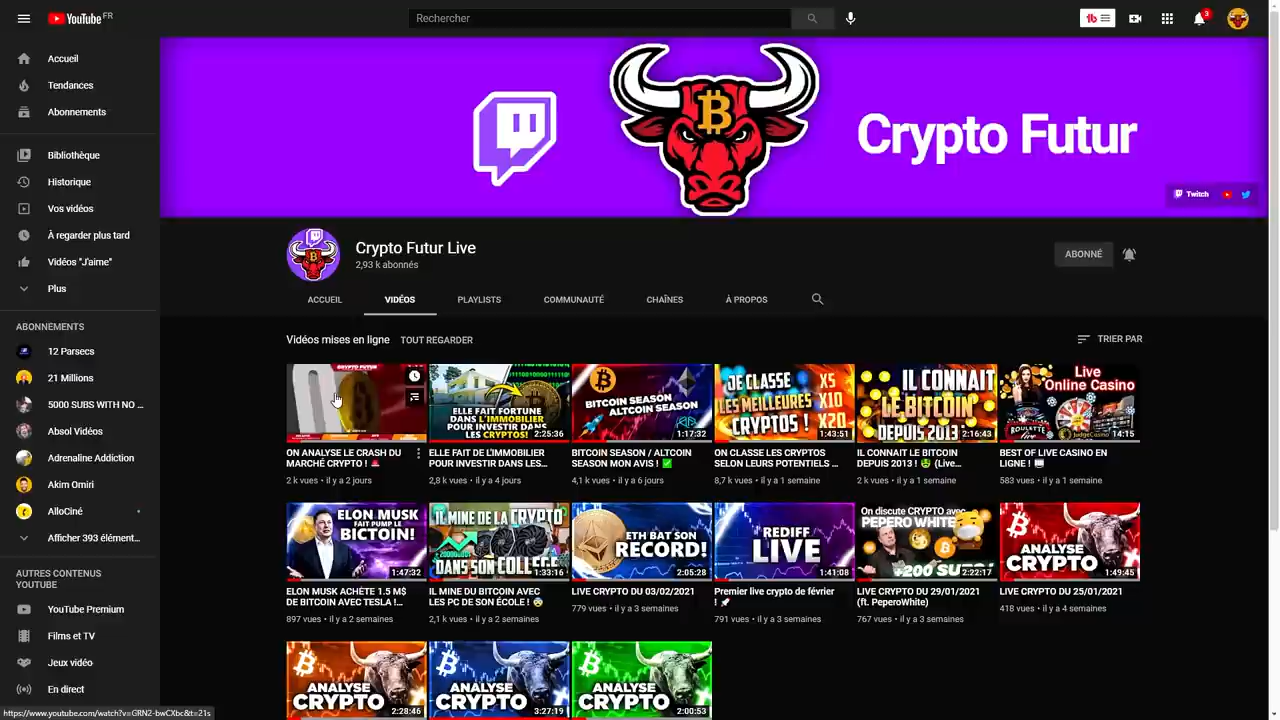 YouTube FR
Rechercher
3
Accueil
Tendances
Abonnements
Bibliothèque
Historique
Vos vidéos
À regarder plus tard
Vidéos "J'aime"
Plus
ABONNEMENTS
12 Parsecs
21 Millions
5000 SUBS WITH NO ...
Absol Vidéos
Adrenaline Addiction
Akim Omiri
AlloCiné
Afficher 393 élément...
AUTRES CONTENUS
YOUTUBE
YouTube Premium
Films et TV
Jeux vidéo
En direct
https://www.youtube.com/watch?v=GRN2-bwCXbc&t=21s
Crypto Futur
Twitch
Crypto Futur Live
2,93 k abonnés
ABONNÉ
ACCUEIL
VIDÉOS
PLAYLISTS
COMMUNAUTÉ
CHAÎNES
À PROPOS
Vidéos mises en ligne
TOUT REGARDER
TRIER PAR
CRYPTO FUTUR
ON ANALYSE LE CRASH DU
MARCHÉ CRYPTO !
2 k vues • il y a 2 jours
ELLE FAIT FORTUNE
DANS L'IMMOBILIER
POUR INVESTIR DANS
LES CRYPTOS!
2:25:36
ELLE FAIT DE L'IMMOBILIER
POUR INVESTIR DANS LES...
2,8 k vues • il y a 4 jours
BITCOIN SEASON
ALTCOIN SEASON
1:17:32
BITCOIN SEASON / ALTCOIN
SEASON MON AVIS !
4,1 k vues • il y a 6 jours
JE CLASSE
LES MEILLEURES
CRYPTOS !
X5
X10
X20
1:43:51
ON CLASSE LES CRYPTOS
SELON LEURS POTENTIELS ...
8,7 k vues • il y a 1 semaine
IL CONNAIT
LE BITCOIN
DEPUIS 2013 !
2:16:43
IL CONNAIT LE BITCOIN
DEPUIS 2013 ! (Live...
2 k vues • il y a 1 semaine
Live
Online Casino
ROULETTE
JudgeCasino
14:15
BEST OF LIVE CASINO EN
LIGNE !
583 vues • il y a 1 semaine
ELON MUSK
FAIT PUMP LE
BICTOIN!
1:47:32
ELON MUSK ACHÈTE 1.5 M$
DE BITCOIN AVEC TESLA !...
897 vues • il y a 2 semaines
IL MINE DE LA CRYPTO
DANS SON COLLEGE
1:33:16
IL MINE DU BITCOIN AVEC
LES PC DE SON ÉCOLE !
2,1 k vues • il y a 2 semaines
ETH BAT SON
RECORD!
2:05:28
LIVE CRYPTO DU 03/02/2021
779 vues • il y a 3 semaines
REDIFF
LIVE
1:41:08
Premier live crypto de février
!
791 vues • il y a 3 semaines
On discute CRYPTO avec
PEPERO WHITE
+200 SUBS
2:22:17
LIVE CRYPTO DU 29/01/2021
(ft. PeperoWhite)
767 vues • il y a 3 semaines
ANALYSE
CRYPTO
1:49:45
LIVE CRYPTO DU 25/01/2021
418 vues • il y a 4 semaines
ANALYSE
CRYPTO
2:28:46
ANALYSE
CRYPTO
3:27:19
ANALYSE
CRYPTO
2:00:53